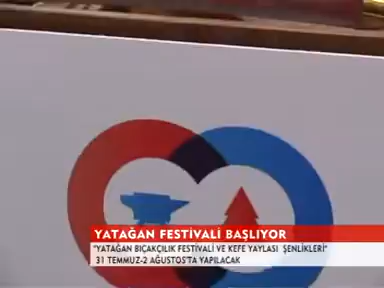 YATAĞAN FESTİVALİ BAŞLIYOR
"YATAĞAN BIÇAKÇILIK FESTİVALİ VE KEFE YAYLASI ŞENLİKLERİ"
31 TEMMUZ-2 AĞUSTOS'TA YAPILACAK